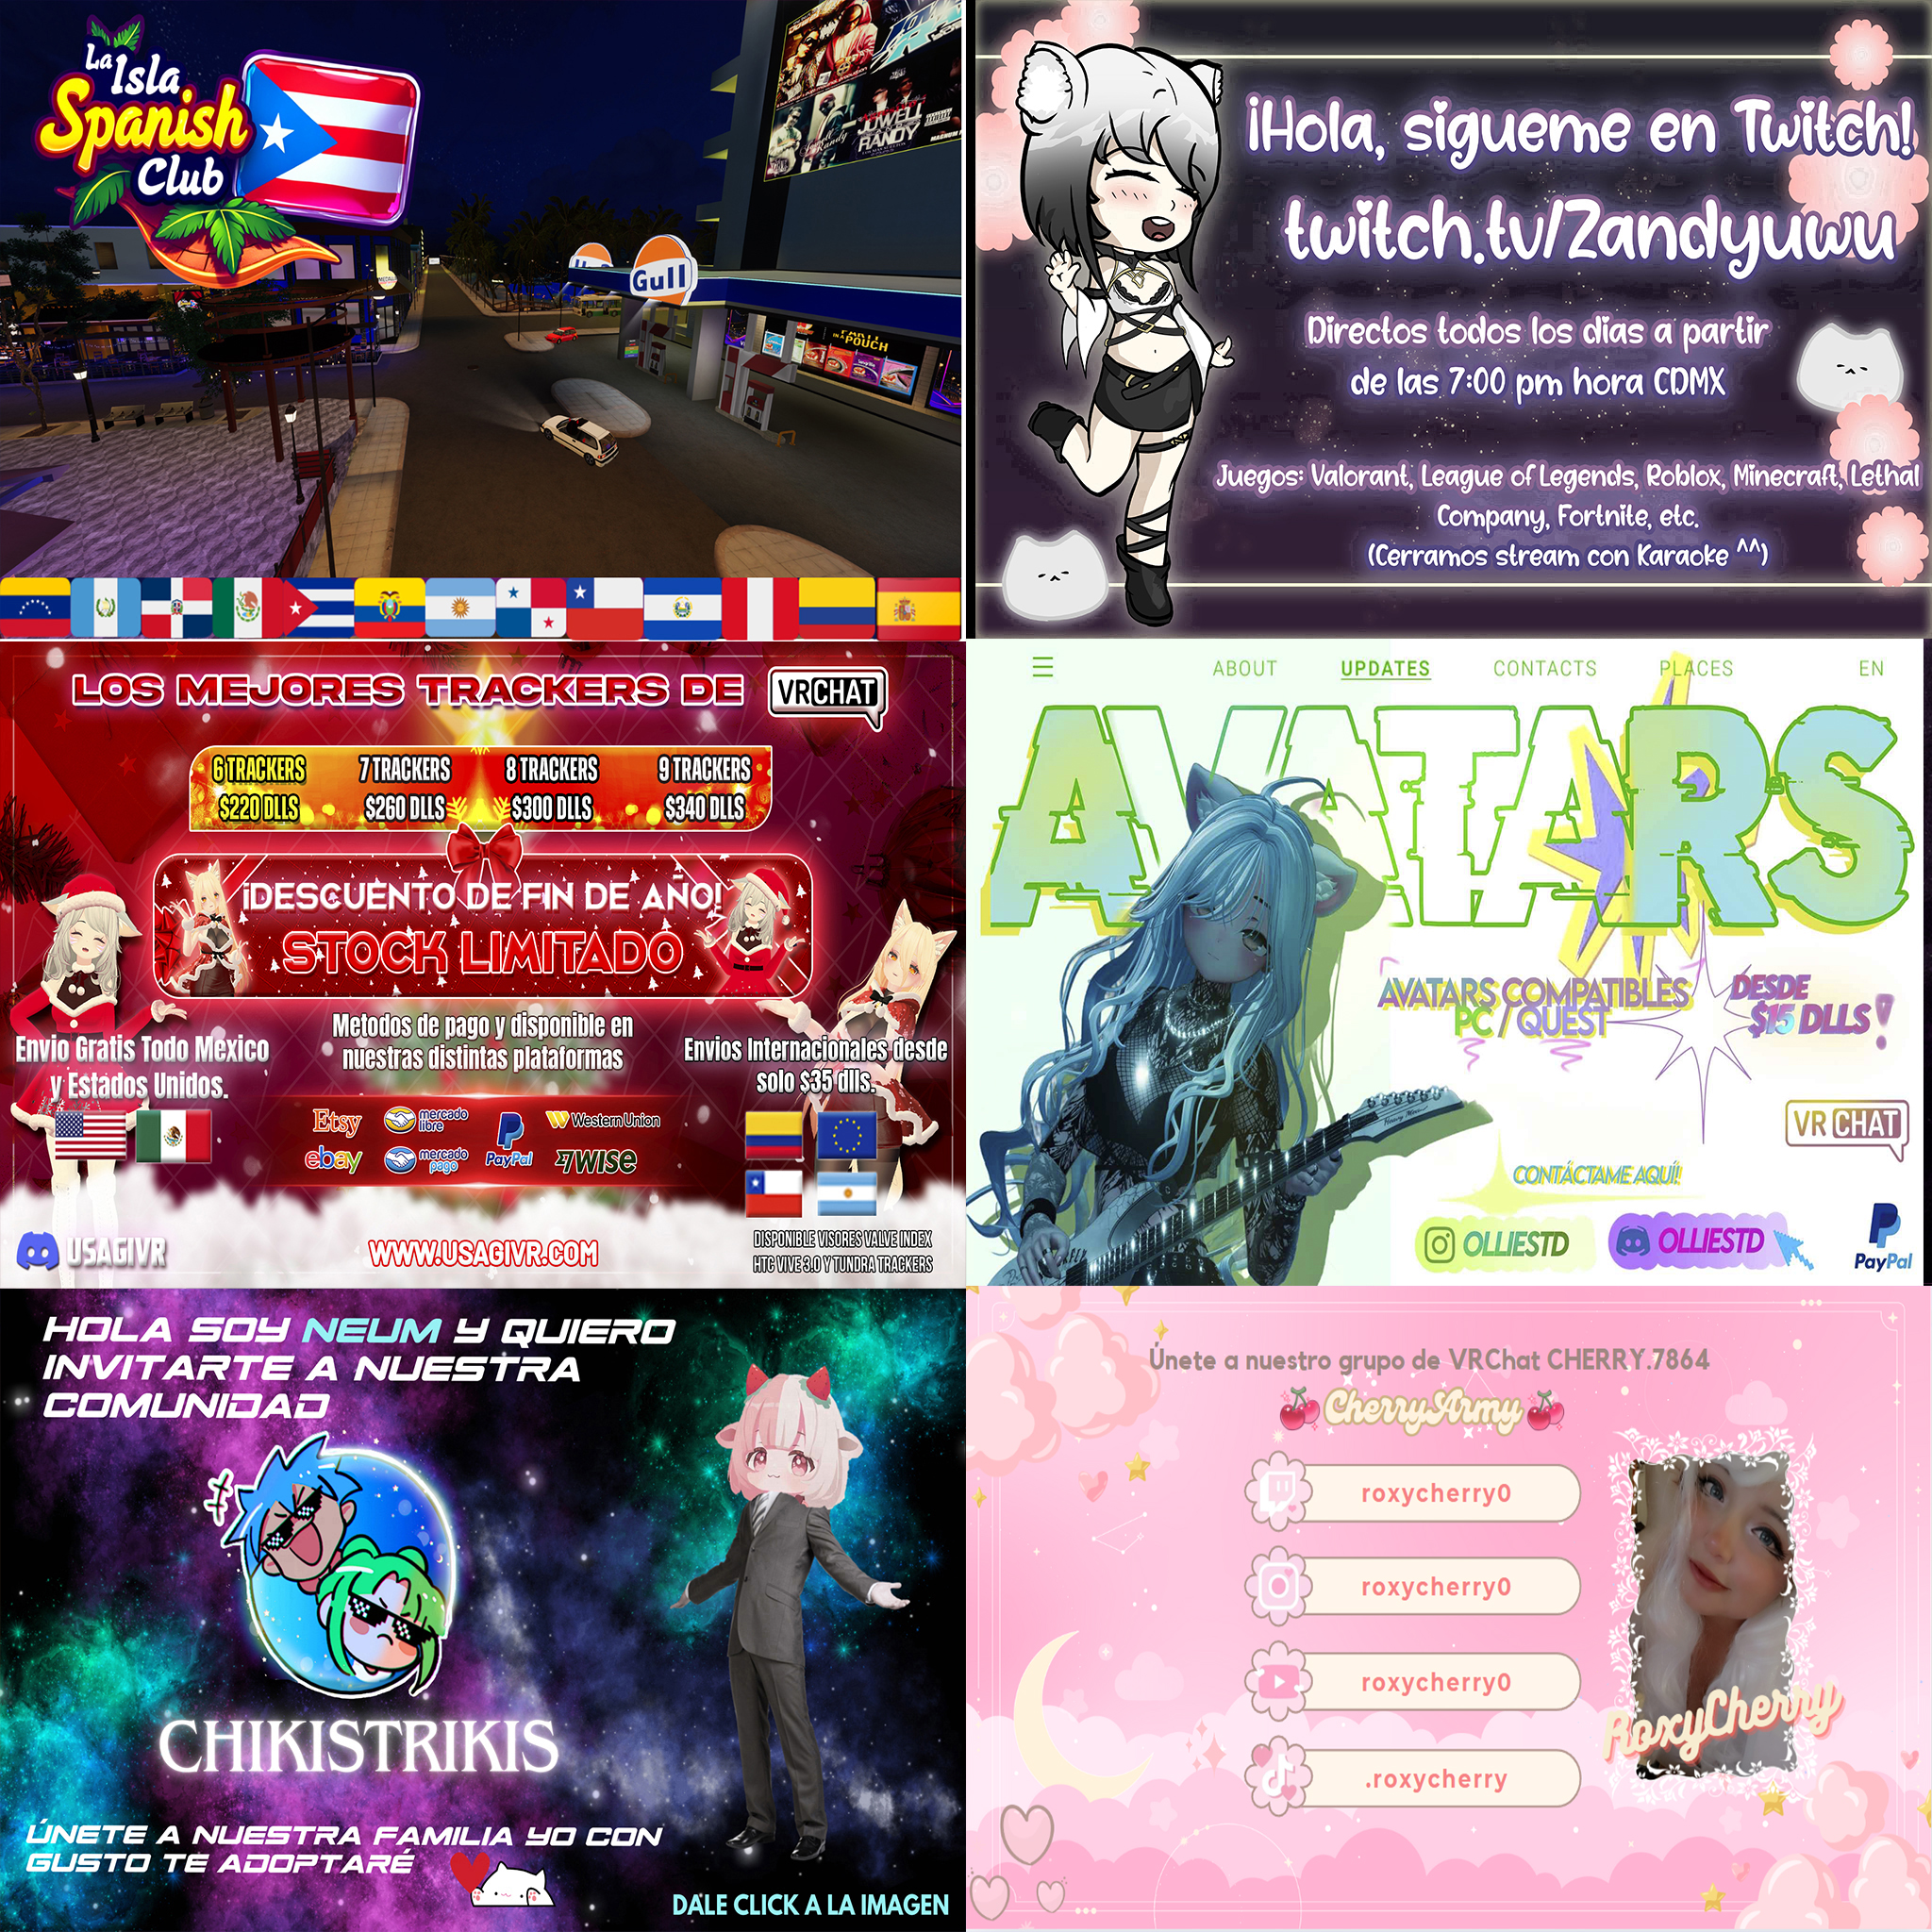 La Isla
Spanish
Club
Gull
JOWELL
RANDY
POUCH
¡Hola, sigueme en Twitch!
twitch.tv/Zandyuwu
Directos todos los dias a partir
de las 7:00 pm hora CDMX
Juegos: Valorant, League of Legends, Roblox, Minecraft, Lethal
Company, Fortnite, etc.
(Cerramos stream con Karaoke ^^)
LOS MEJORES TRACKERS DE VRCHAT
6 TRACKERS 7 TRACKERS 8 TRACKERS 9 TRACKERS
$220 DLLS $260 DLLS $300 DLLS $340 DLLS
¡DESCUENTO DE FIN DE AÑO!
STOCK LIMITADO
Envio Gratis Todo Mexico
y Estados Unidos.
Metodos de pago y disponible en
nuestras distintas plataformas
Envios Internacionales desde
solo $35 dlls.
Etsy mercado libre PayPal Western Union
ebay mercado pago WISE
USAGIVR
WWW.USAGIVR.COM
DISPONIBLE VISORES VALVE INDEX
HTC VIVE 3.0 Y TUNDRA TRACKERS
ABOUT UPDATES CONTACTS PLACES EN
AVATARS
AVATARS COMPATIBLES
PC / QUEST
DESDE
$15 DLLS!
VRCHAT
CONTÁCTAME AQUÍ!
OLLIESTD OLLIESTD PayPal
HOLA SOY NEUM Y QUIERO
INVITARTE A NUESTRA
COMUNIDAD
CHIKISTRIKIS
ÚNETE A NUESTRA FAMILIA YO CON
GUSTO TE ADOPTARÉ
DALE CLICK A LA IMAGEN
Únete a nuestro grupo de VRChat CHERRY.7864
CherryArmy
roxycherry0
roxycherry0
roxycherry0
.roxycherry
RoxyCherry